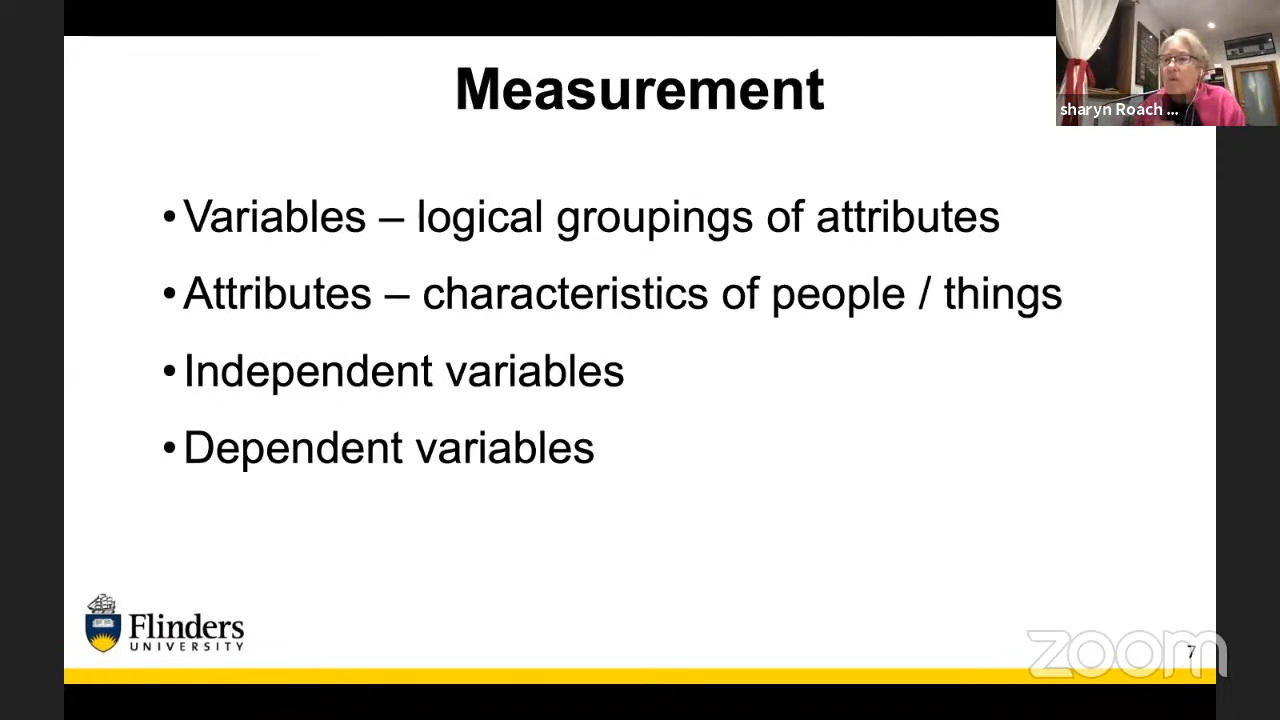 Measurement
sharyn Roach ...
• Variables – logical groupings of attributes
• Attributes – characteristics of people / things
• Independent variables
• Dependent variables
Flinders
UNIVERSITY
zoom
7